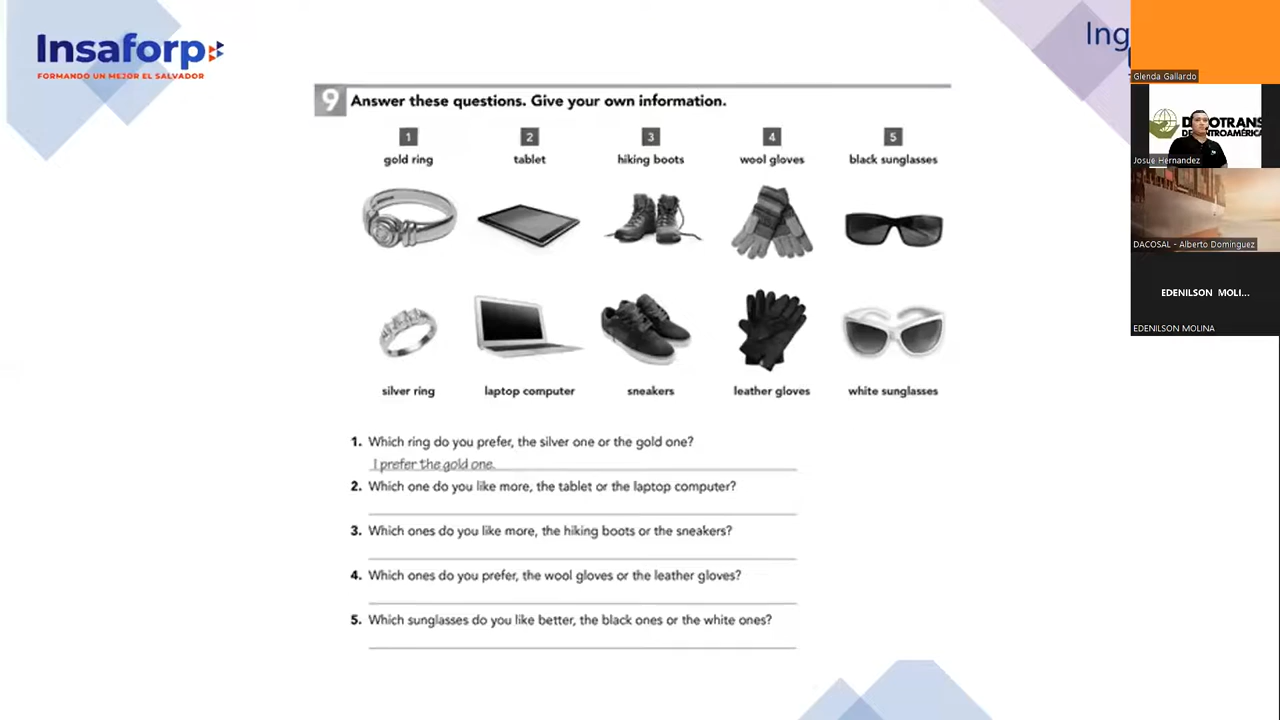 Insaforp
FORMANDO UN MEJOR EL SALVADOR
Ing
9 Answer these questions. Give your own information.
1 2 3 4 5
gold ring tablet hiking boots wool gloves black sunglasses
silver ring laptop computer sneakers leather gloves white sunglasses
1. Which ring do you prefer, the silver one or the gold one?
I prefer the gold one.
2. Which one do you like more, the tablet or the laptop computer?
3. Which ones do you like more, the hiking boots or the sneakers?
4. Which ones do you prefer, the wool gloves or the leather gloves?
5. Which sunglasses do you like better, the black ones or the white ones?
Glenda Gallardo
Josue Hernandez
DACOSAL - Alberto Dominguez
EDENILSON MOLI...
EDENILSON MOLINA